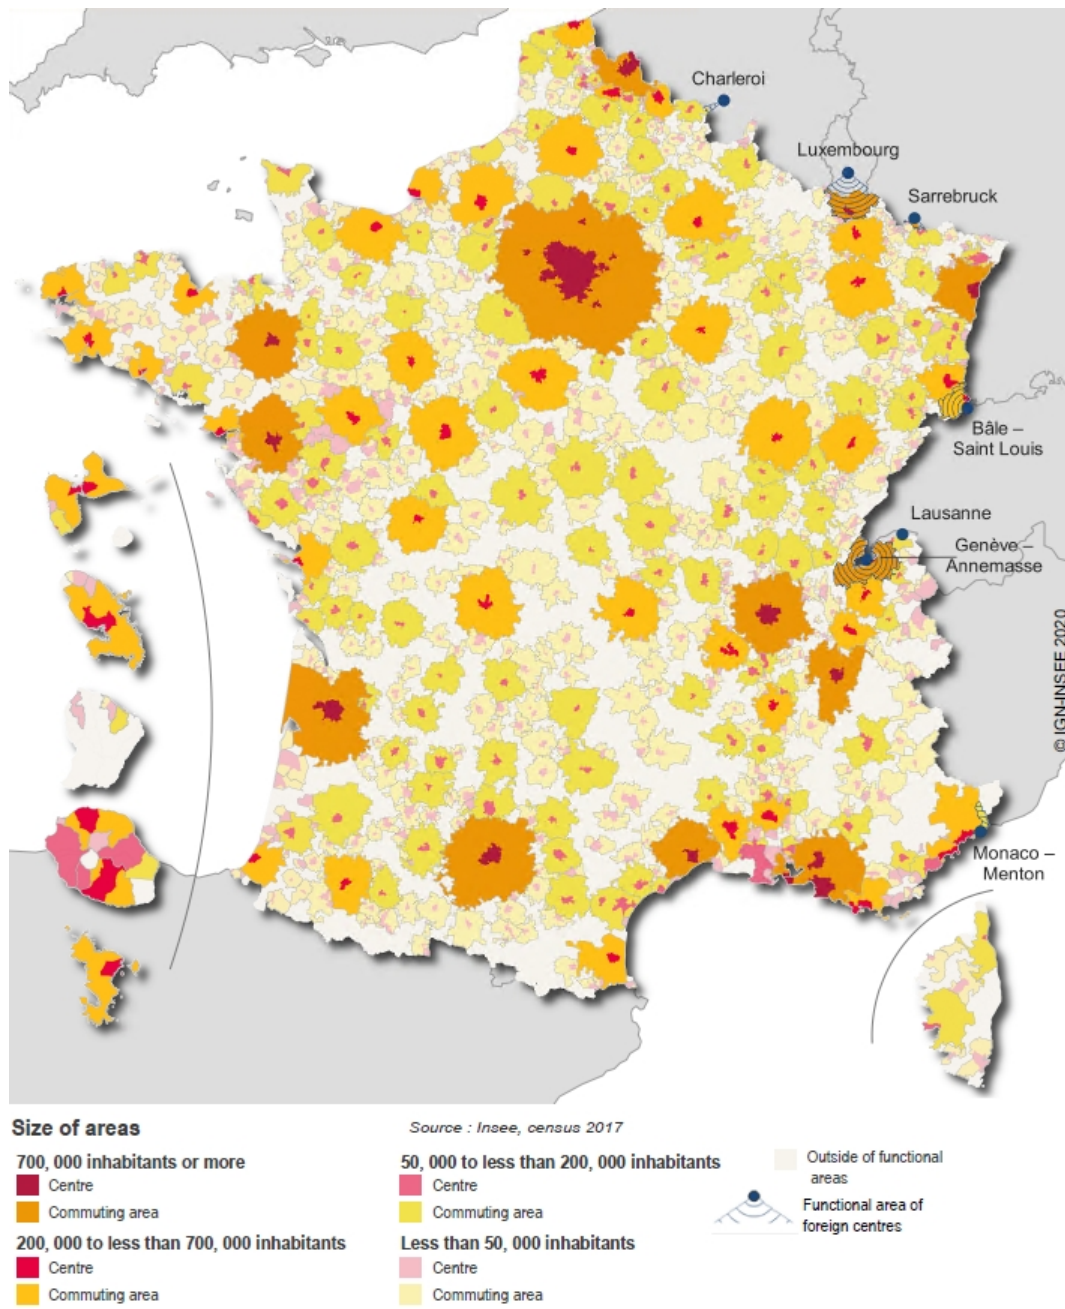 Charleroi
Luxembourg
Sarrebruck
Bâle –
Saint Louis
Lausanne
Genève –
Annemasse
© IGN-INSEE 2020
Monaco –
Menton
Size of areas
Source : Insee, census 2017
700, 000 inhabitants or more
Centre
Commuting area
200, 000 to less than 700, 000 inhabitants
Centre
Commuting area
50, 000 to less than 200, 000 inhabitants
Centre
Commuting area
Less than 50, 000 inhabitants
Centre
Commuting area
Outside of functional
areas
Functional area of
foreign centres